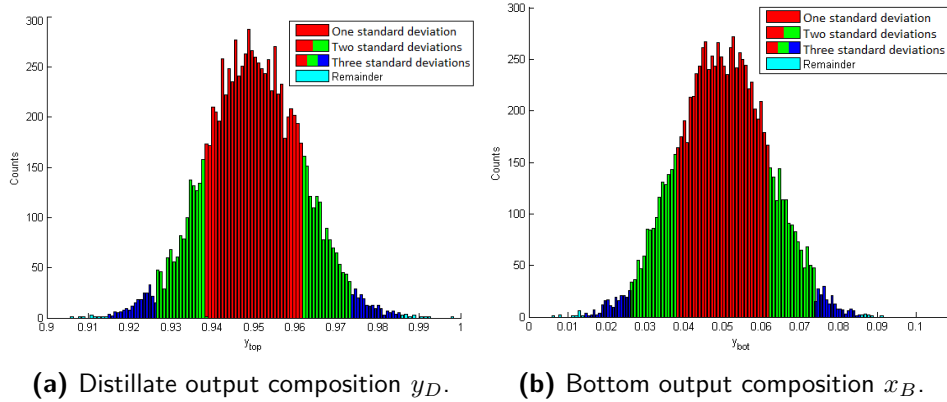 One standard deviation
Two standard deviations
Three standard deviations
Remainder
300
250
200
150
100
50
0
Counts
0.9 0.91 0.92 0.93 0.94 0.95 0.96 0.97 0.98 0.99 1
y_top
One standard deviation
Two standard deviations
Three standard deviations
Remainder
300
250
200
150
100
50
0
Counts
0 0.01 0.02 0.03 0.04 0.05 0.06 0.07 0.08 0.09 0.1
y_bot
(a) Distillate output composition y_D.
(b) Bottom output composition x_B.